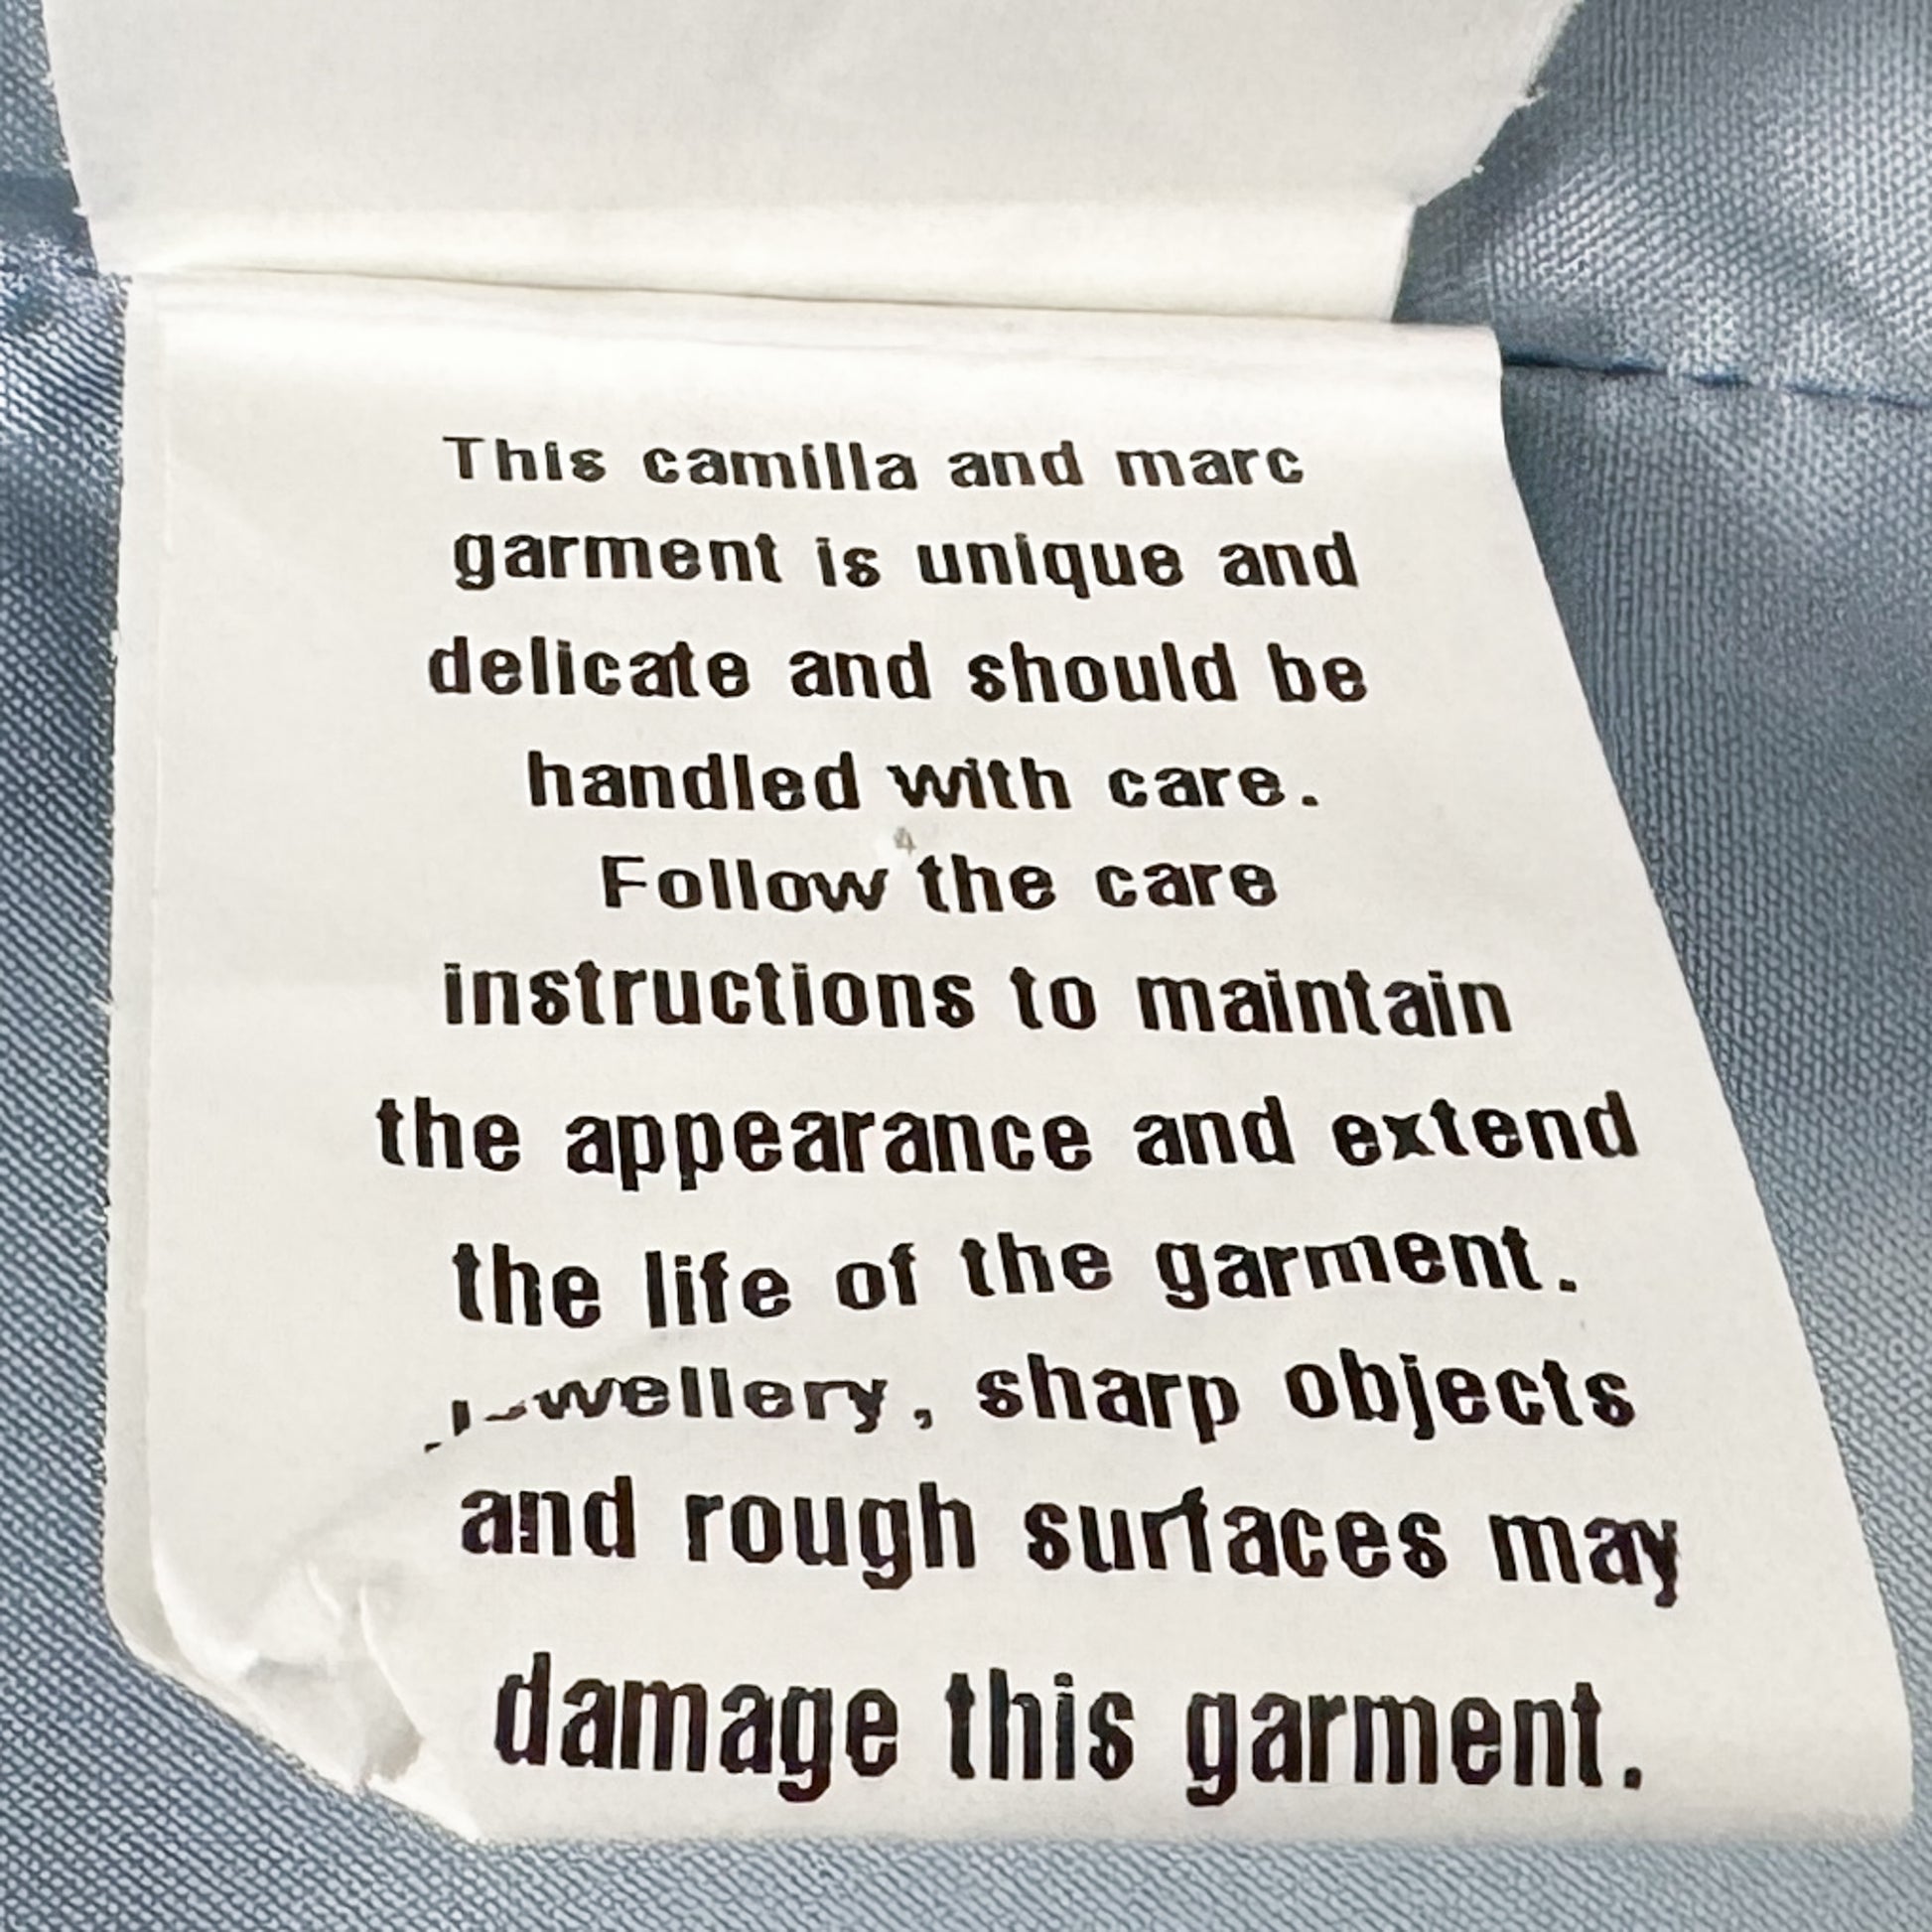 This camilla and marc
garment is unique and
delicate and should be
handled with care.
Follow the care
instructions to maintain
the appearance and extend
the life of the garment.
jewellery, sharp objects
and rough surfaces may
damage this garment.